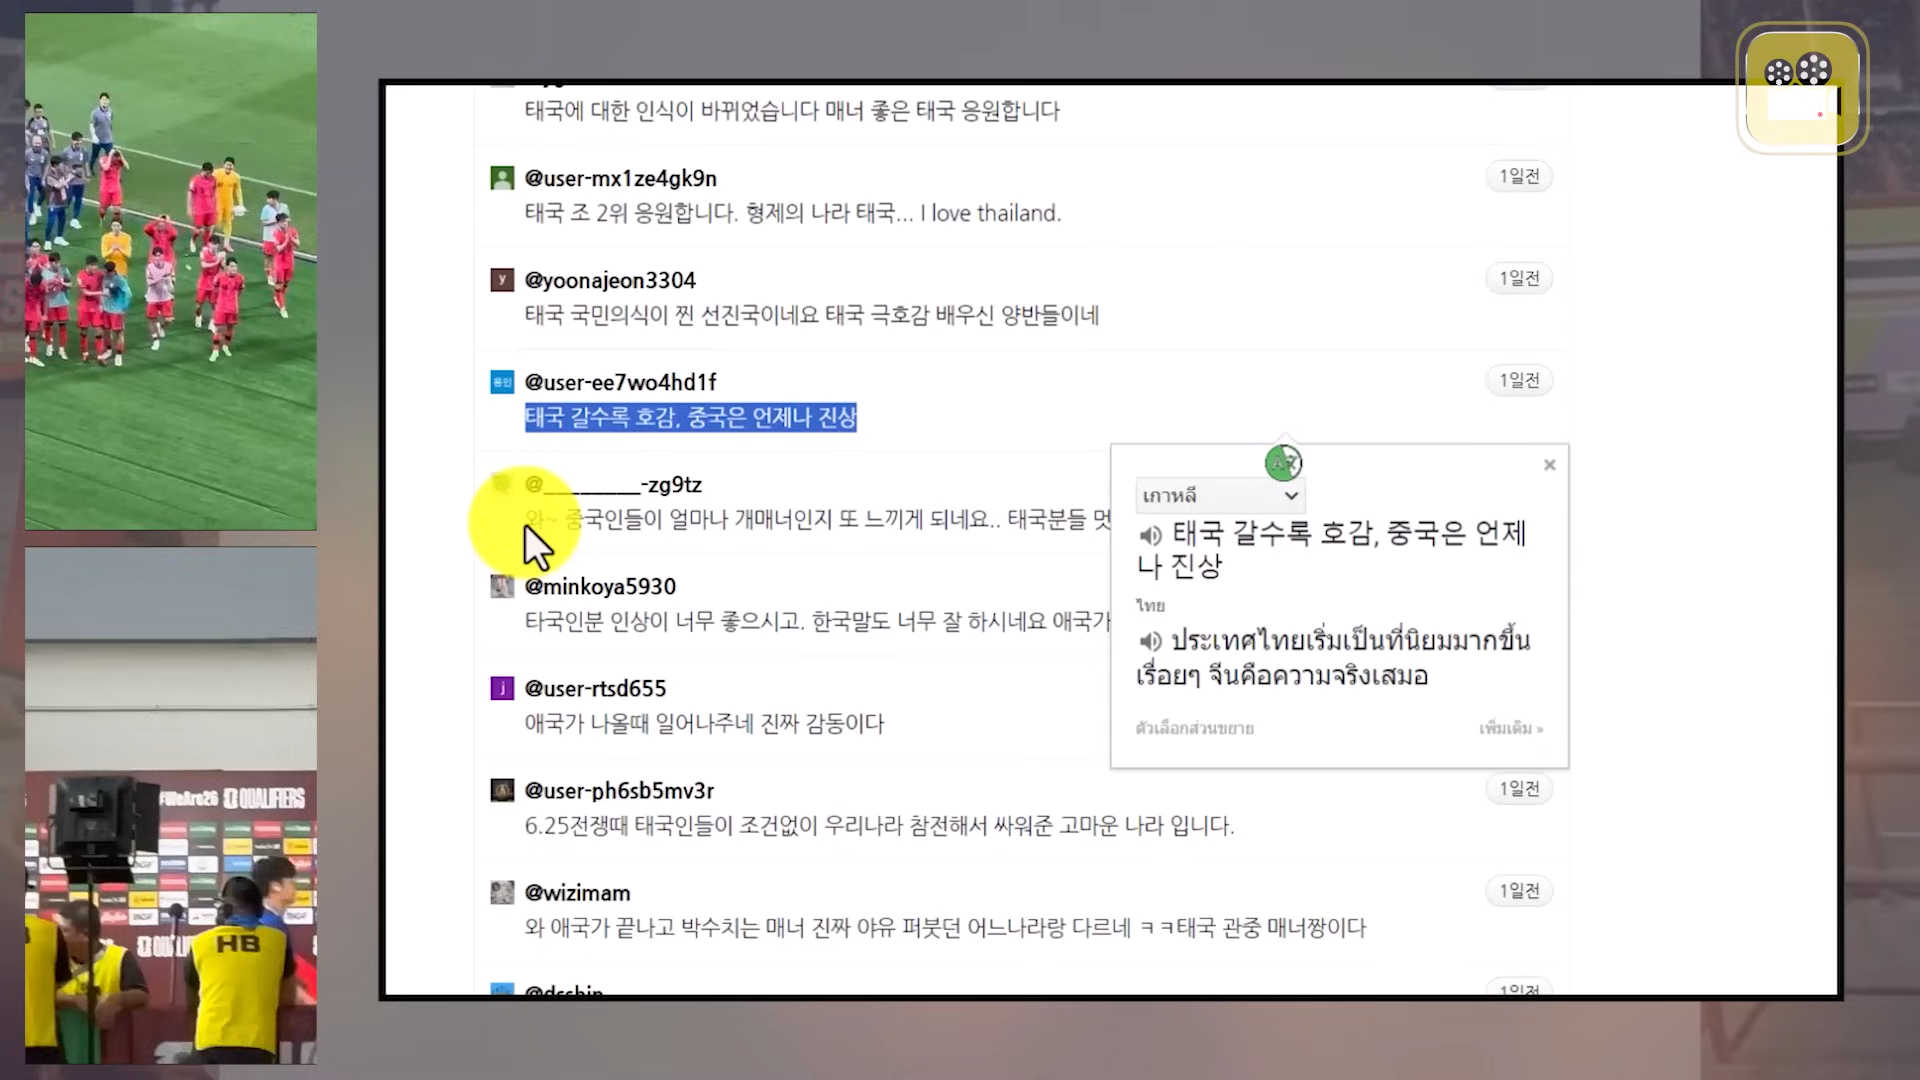 태국에 대한 인식이 바뀌었습니다 매너 좋은 태국 응원합니다
@user-mx1ze4gk9n
1일전
태국 조 2위 응원합니다. 형제의 나라 태국... I love thailand.
y
@yoonajeon3304
1일전
태국 국민의식이 찐 선진국이네요 태국 극호감 배우신 양반들이네
@user-ee7wo4hd1f
1일전
태국 갈수록 호감, 중국은 언제나 진상
@_________-zg9tz
와~ 중국인들이 얼마나 개매너인지 또 느끼게 되네요.. 태국분들 멋
@minkoya5930
타국인분 인상이 너무 좋으시고. 한국말도 너무 잘 하시네요 애국가
j
@user-rtsd655
애국가 나올때 일어나주네 진짜 감동이다
@user-ph6sb5mv3r
1일전
6.25전쟁때 태국인들이 조건없이 우리나라 참전해서 싸워준 고마운 나라 입니다.
@wizimam
1일전
와 애국가 끝나고 박수치는 매너 진짜 야유 퍼붓던 어느나라랑 다르네 ㅋㅋ태국 관중 매너짱이다
1일전
เกาหลี
태국 갈수록 호감, 중국은 언제
나 진상
ไทย
ประเทศไทยเริ่มเป็นที่นิยมมากขึ้น
เรื่อยๆ จีนคือความจริงเสมอ
ตัวเลือกส่วนขยาย
เพิ่มเติม »
#WeAre26
QUALIFIERS
HB